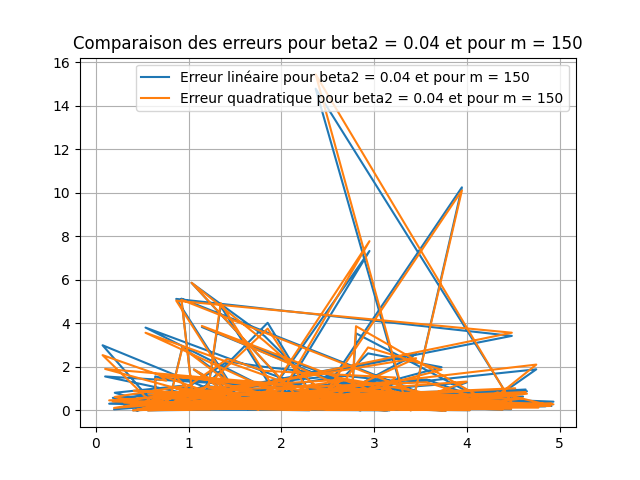 Comparaison des erreurs pour beta2 = 0.04 et pour m = 150
16
Erreur linéaire pour beta2 = 0.04 et pour m = 150
Erreur quadratique pour beta2 = 0.04 et pour m = 150
14
12
10
8
6
4
2
0
0 1 2 3 4 5